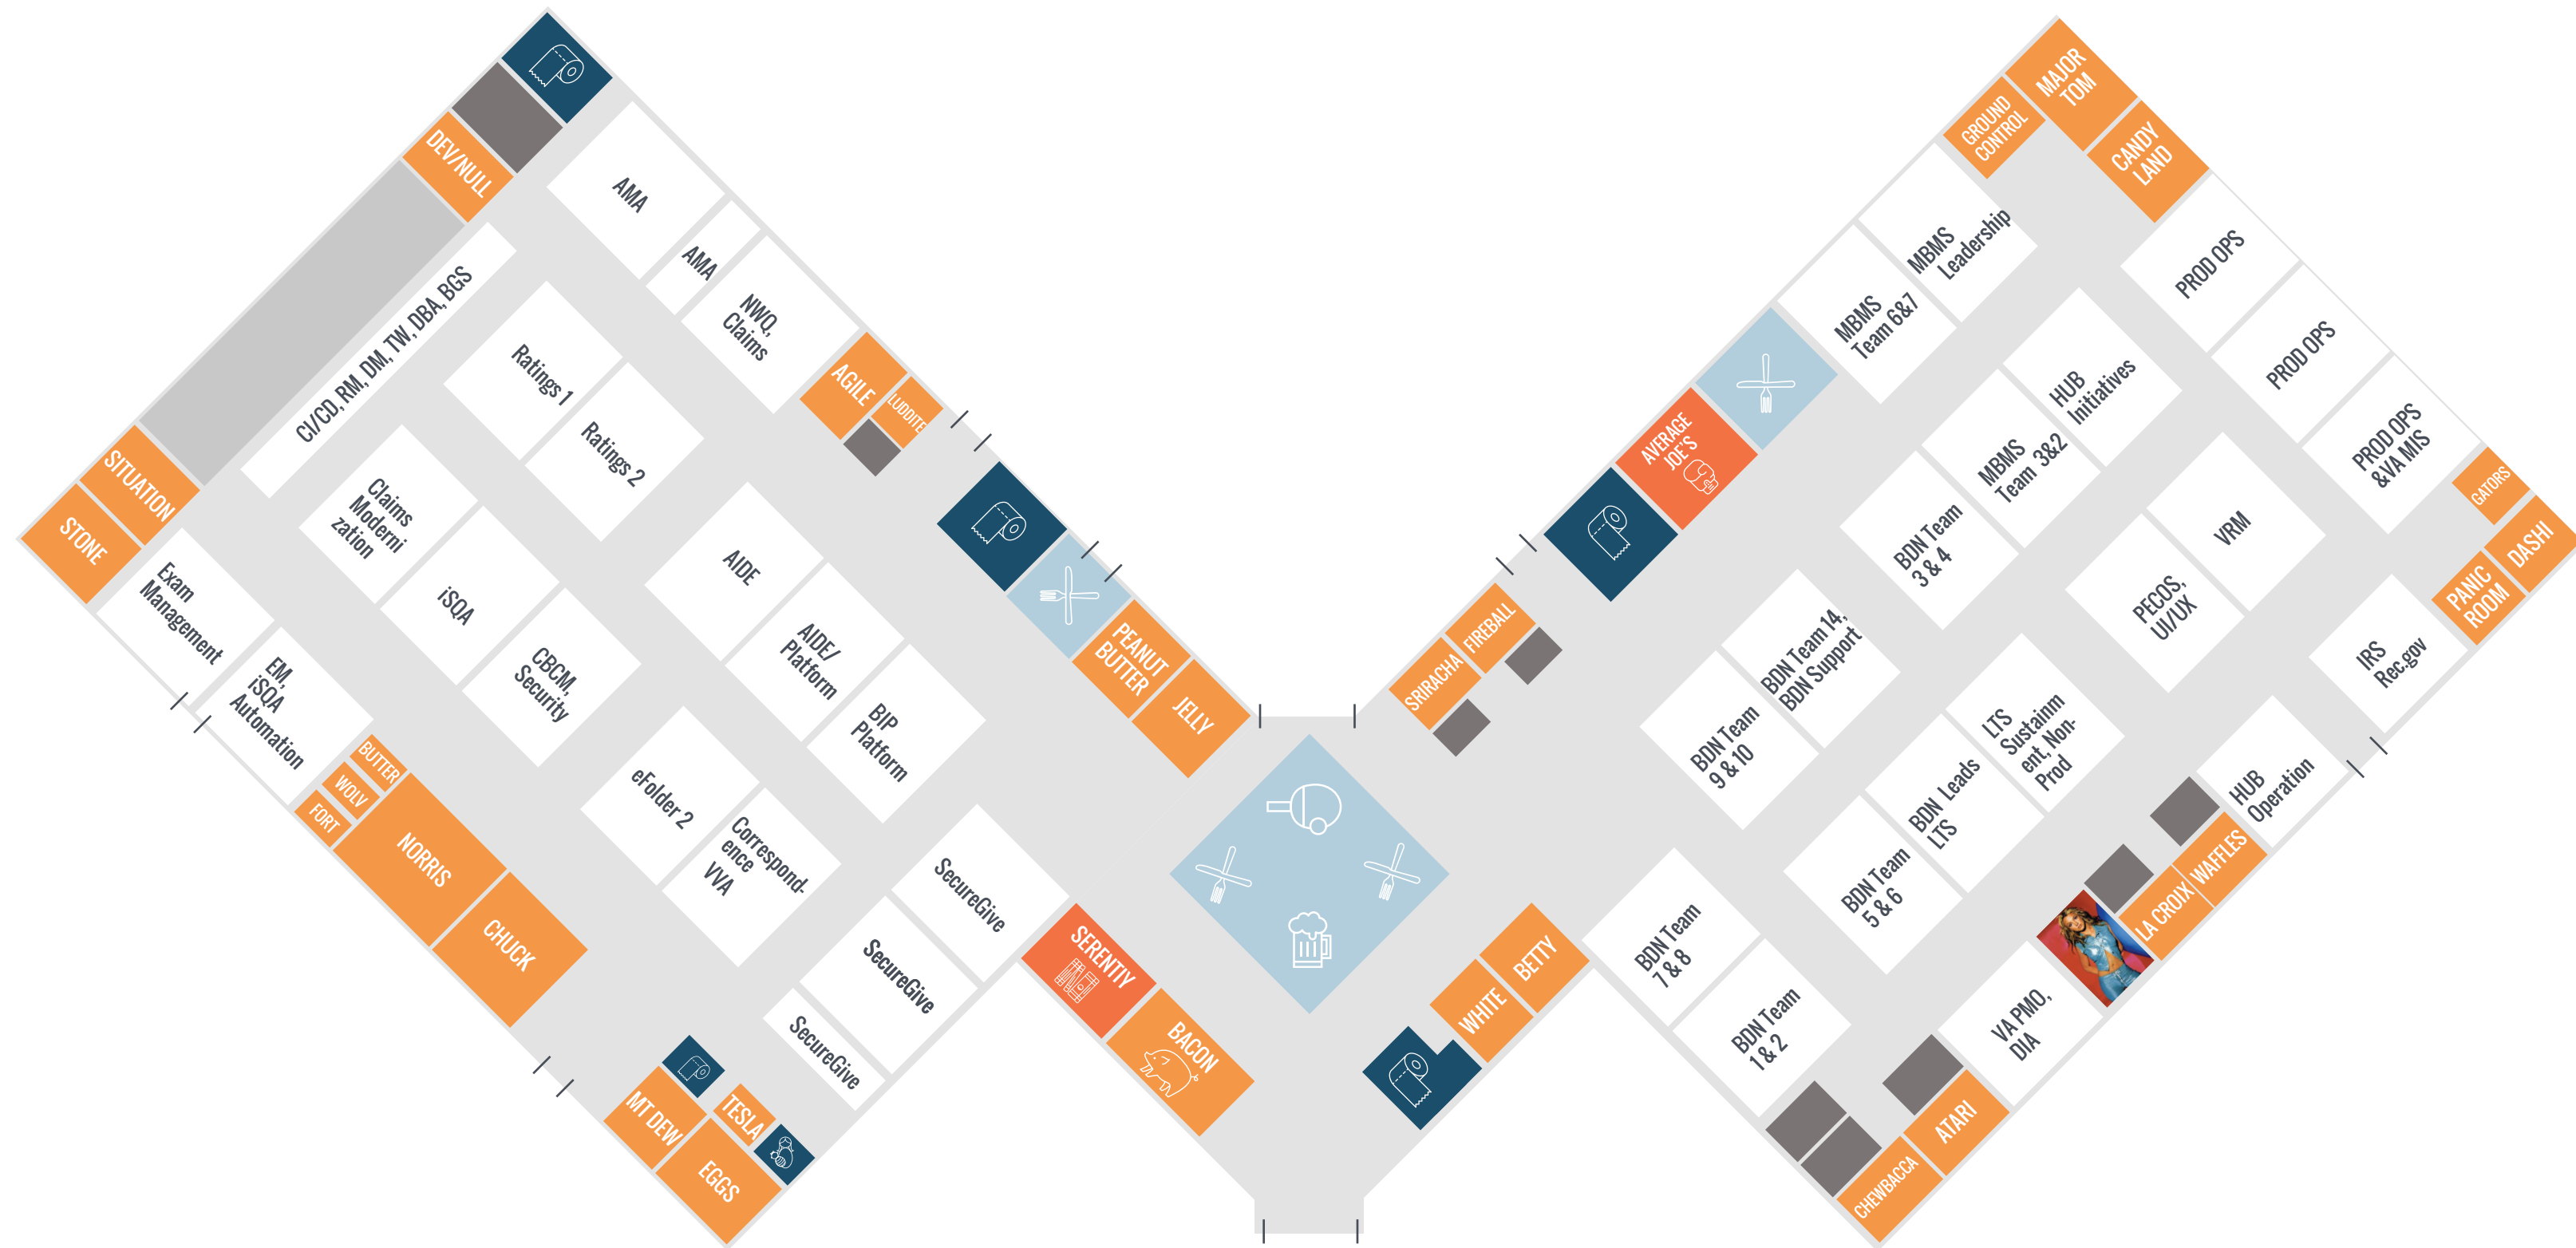 DEV/NULL
CI/CD, RM, DM, TW, DBA, BGS
SITUATION
STONE
AMA
AMA
NWQ,
Claims
AGILE
LUDDITE
Ratings 1
Ratings 2
Claims
Moderni
zation
iSQA
CBCM,
Security
Exam
Management
EM,
iSQA
Automation
BUTTER
WOLV
FORT
NORRIS
CHUCK
AIDE
AIDE/
Platform
BIP
Platform
eFolder 2
Correspond-
ence
VVA
PEANUT
BUTTER
JELLY
SecureGive
SecureGive
SecureGive
MT DEW
TESLA
EGGS
SERENTIY
BACON
WHITE
BETTY
SRIRACHA
FIREBALL
AVERAGE
JOE'S
MBMS
Team 6&7
MBMS
Leadership
GROUND
CONTROL
MAJOR
TOM
CANDY
LAND
PROD OPS
PROD OPS
PROD OPS
&VA MIS
GATORS
DASHI
PANIC
ROOM
HUB
Initiatives
MBMS
Team 3&2
BDN Team
3 & 4
VRM
PECOS,
UI/UX
IRS
Rec.gov
BDN Team 14,
BDN Support
BDN Team
9 & 10
LTS
Sustainm
ent, Non-
Prod
BDN Leads
LTS
BDN Team
5 & 6
HUB
Operation
WAFFLES
LA CROIX
BDN Team
7 & 8
BDN Team
1 & 2
VA PMO,
DIA
ATARI
CHEWBACCA